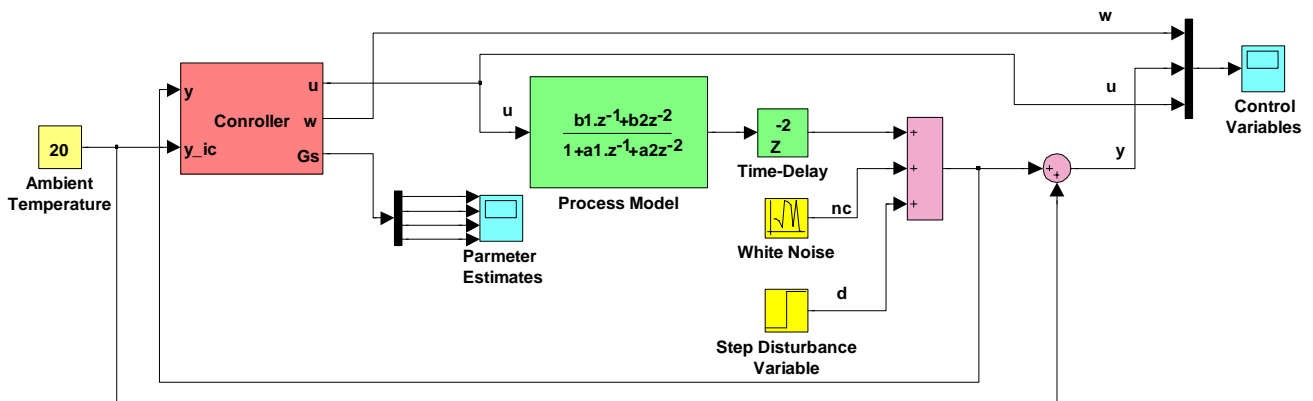 w
y
y_ic
Conroller
u
w
Gs
20
Ambient
Temperature
Parmeter
Estimates
u
b1.z-1+b2z-2
1+a1.z-1+a2z-2
Process Model
-2
Z
Time-Delay
nc
White Noise
d
Step Disturbance
Variable
+
+
+
+
+
y
u
Control
Variables